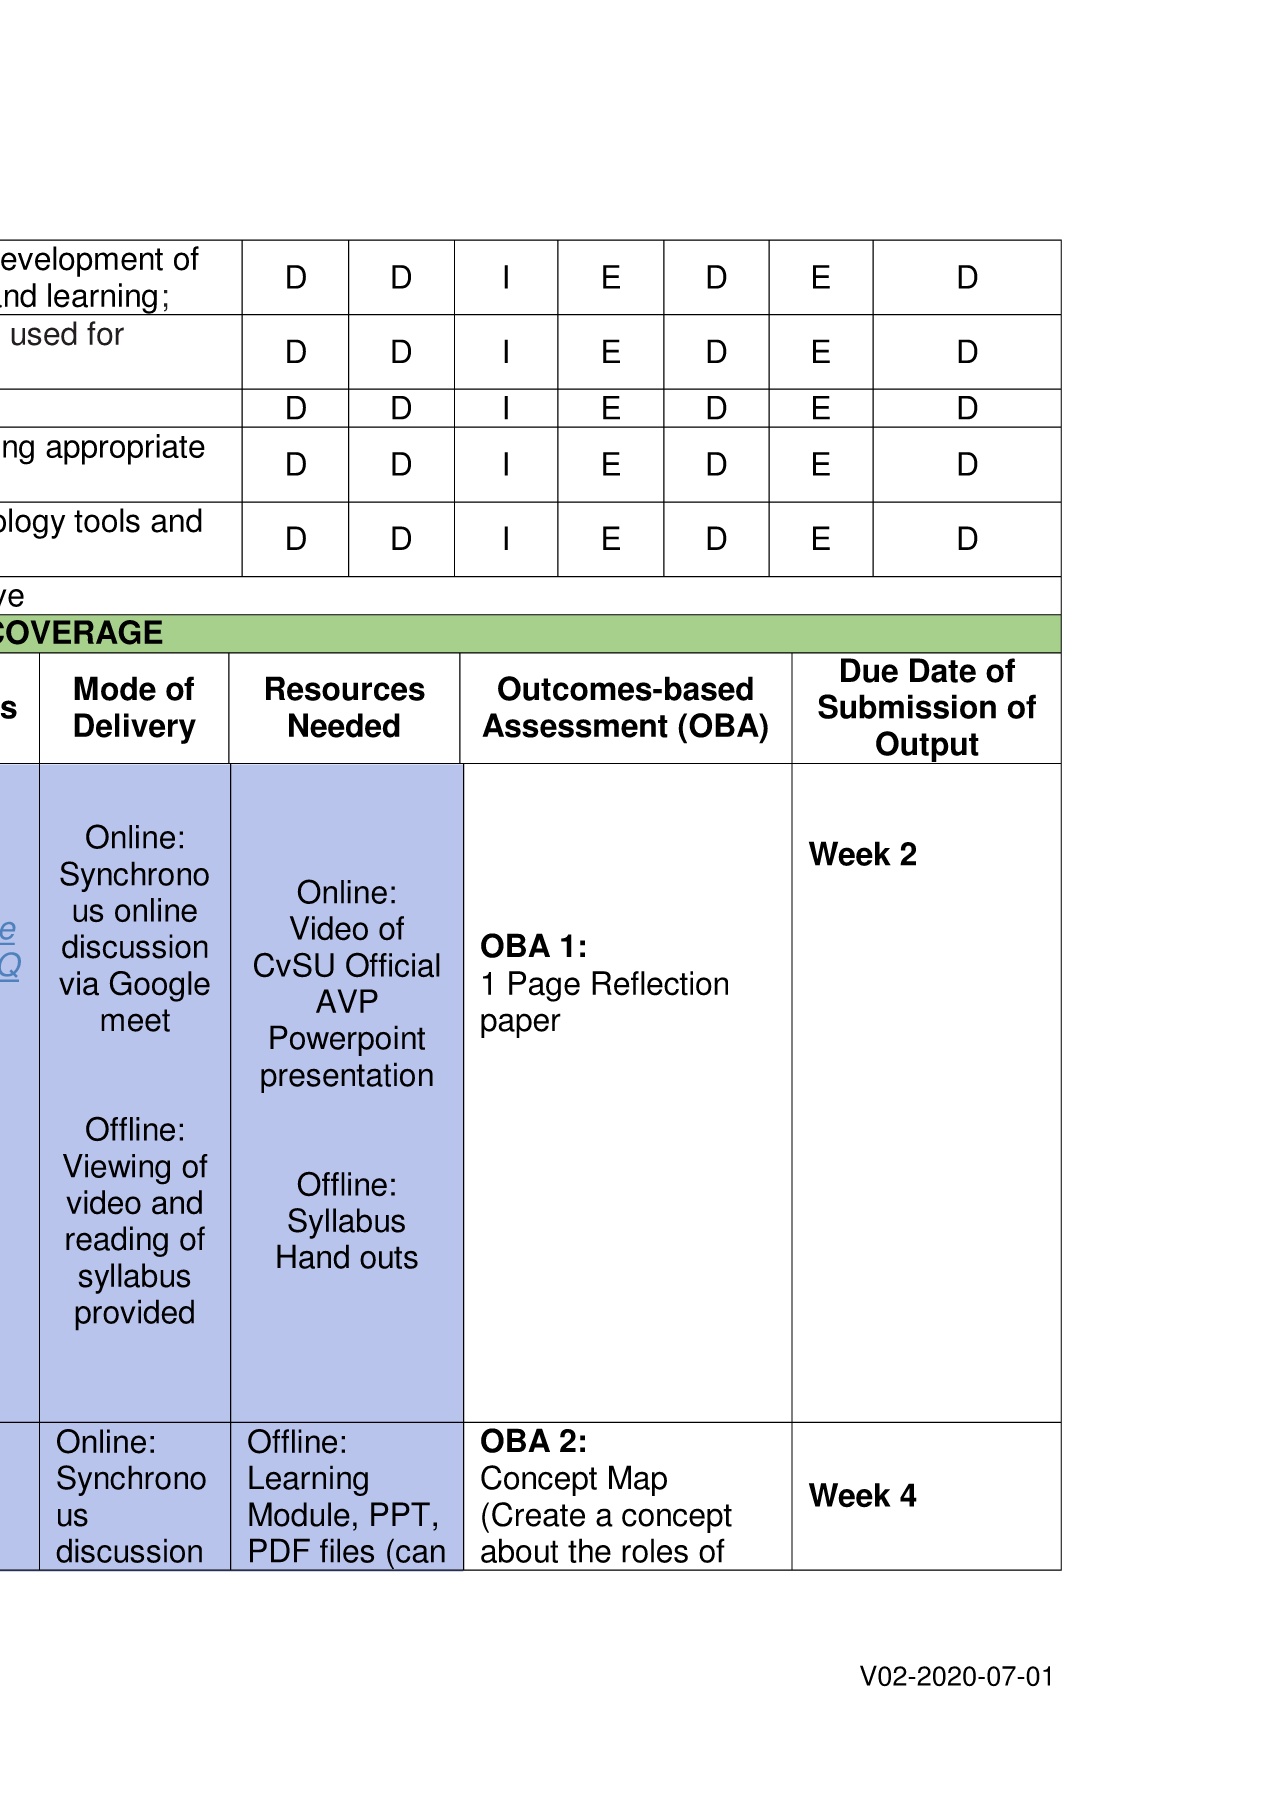 evelopment of
nd learning;
D D I E D E D
used for
D D I E D E D
D D I E D E D
ng appropriate
D D I E D E D
ology tools and
D D I E D E D
ve
COVERAGE
s
Mode of
Delivery
Resources
Needed
Outcomes-based
Assessment (OBA)
Due Date of
Submission of
Output
e
Q
Online:
Synchrono
us online
discussion
via Google
meet
Offline:
Viewing of
video and
reading of
syllabus
provided
Online:
Video of
CvSU Official
AVP
Powerpoint
presentation
Offline:
Syllabus
Hand outs
OBA 1:
1 Page Reflection
paper
Week 2
Online:
Synchrono
us
discussion
Offline:
Learning
Module, PPT,
PDF files (can
OBA 2:
Concept Map
(Create a concept
about the roles of
Week 4
V02-2020-07-01